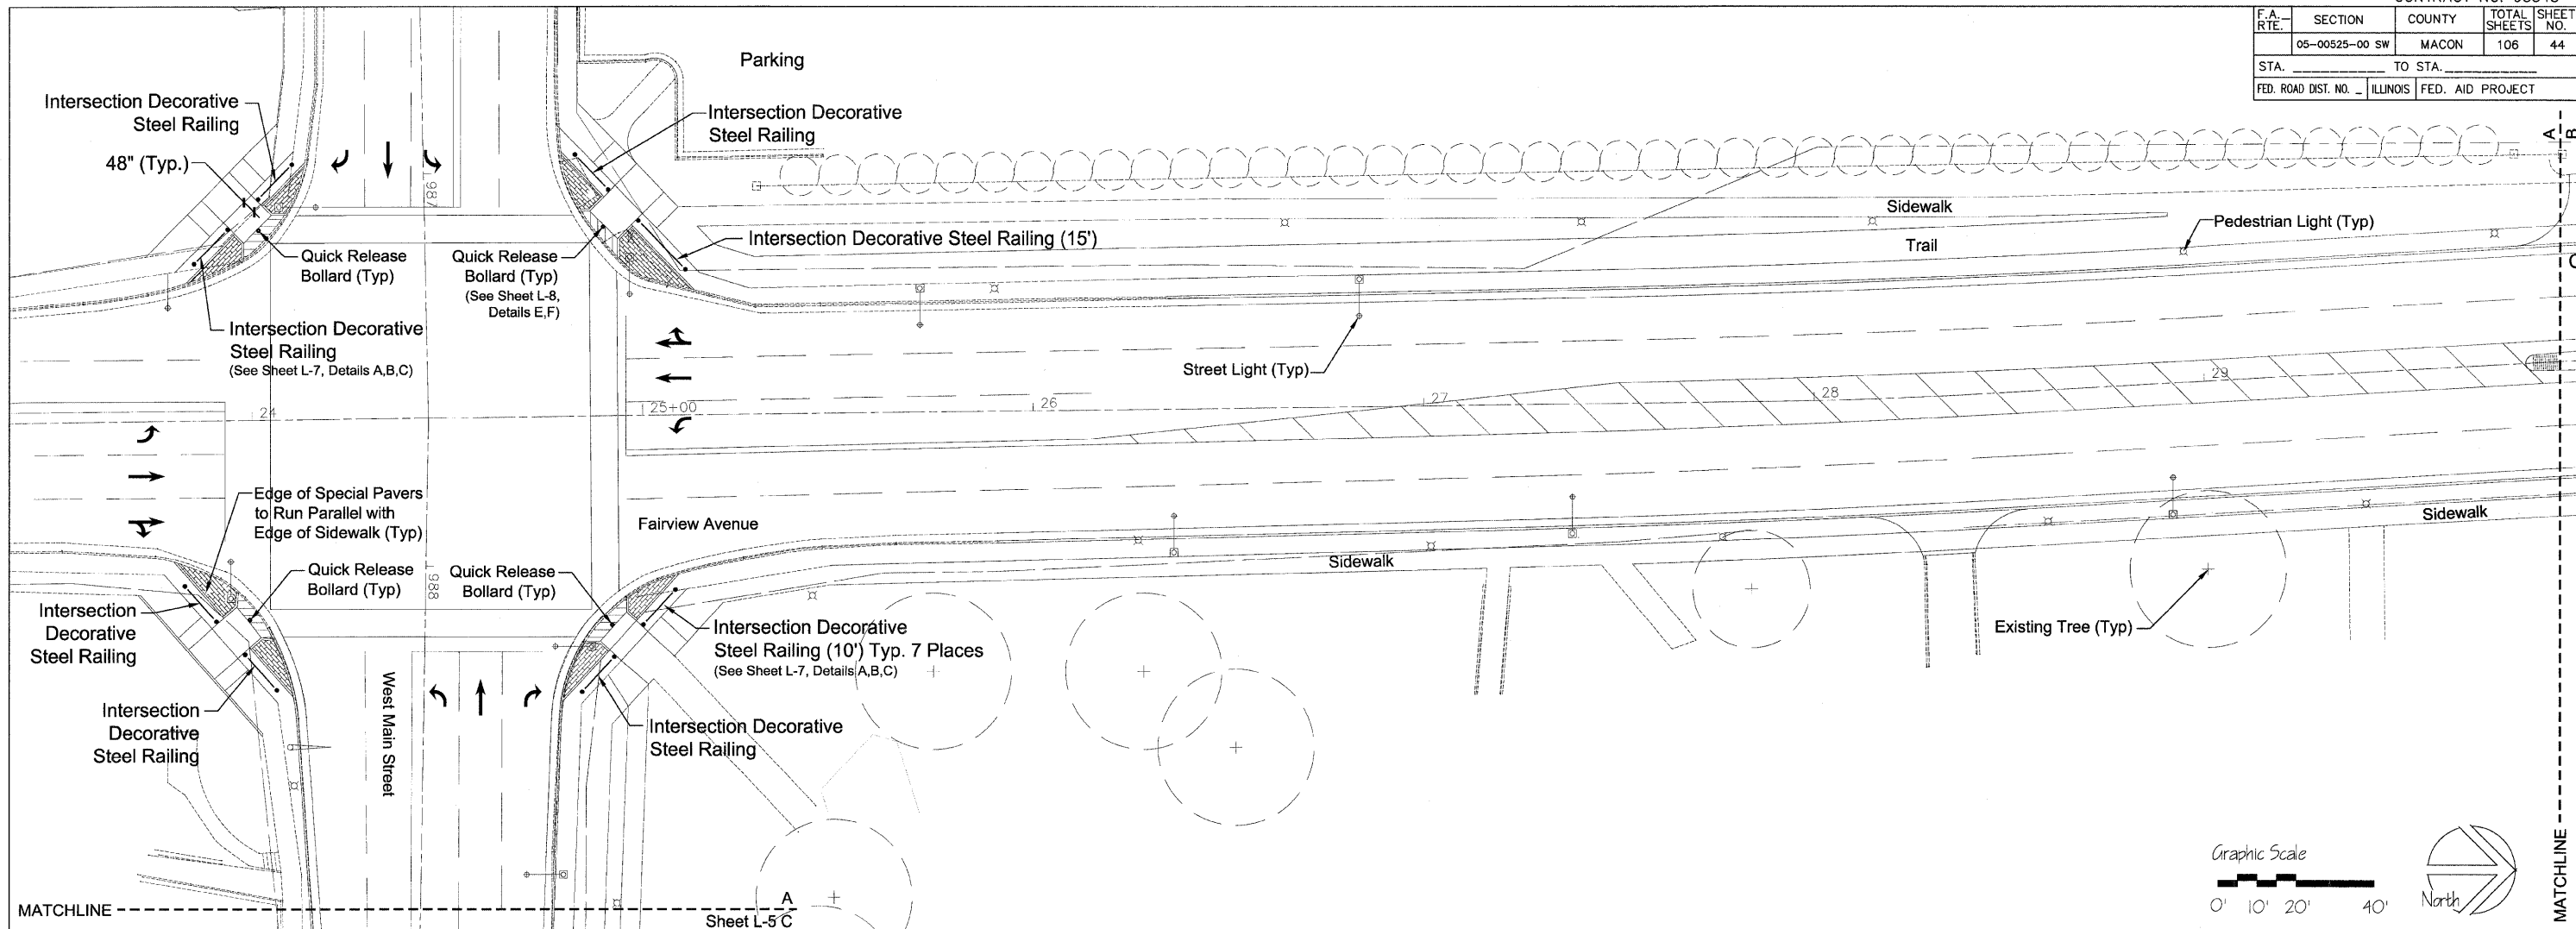 F.A. RTE. SECTION COUNTY TOTAL SHEETS SHEET NO.
05-00525-00 SW MACON 106 44
STA. TO STA.
FED. ROAD DIST. NO. _ ILLINOIS FED. AID PROJECT
Parking
Intersection Decorative
Steel Railing
48" (Typ.)
Intersection Decorative
Steel Railing
987
A
B
Sidewalk
Trail
Pedestrian Light (Typ)
Intersection Decorative Steel Railing (15')
Quick Release
Bollard (Typ)
Quick Release
Bollard (Typ)
(See Sheet L-8,
Details E,F)
C
Intersection Decorative
Steel Railing
(See Sheet L-7, Details A,B,C)
Street Light (Typ)
24
25+00
26
27
28
29
Edge of Special Pavers
to Run Parallel with
Edge of Sidewalk (Typ)
Fairview Avenue
Sidewalk
Sidewalk
Quick Release
Bollard (Typ)
988
Quick Release
Bollard (Typ)
Intersection
Decorative
Steel Railing
Intersection Decorative
Steel Railing (10') Typ. 7 Places
(See Sheet L-7, Details A,B,C)
Existing Tree (Typ)
Intersection
Decorative
Steel Railing
West Main Street
Intersection Decorative
Steel Railing
Graphic Scale
0' 10' 20' 40'
North
MATCHLINE
MATCHLINE
A
Sheet L-5 C